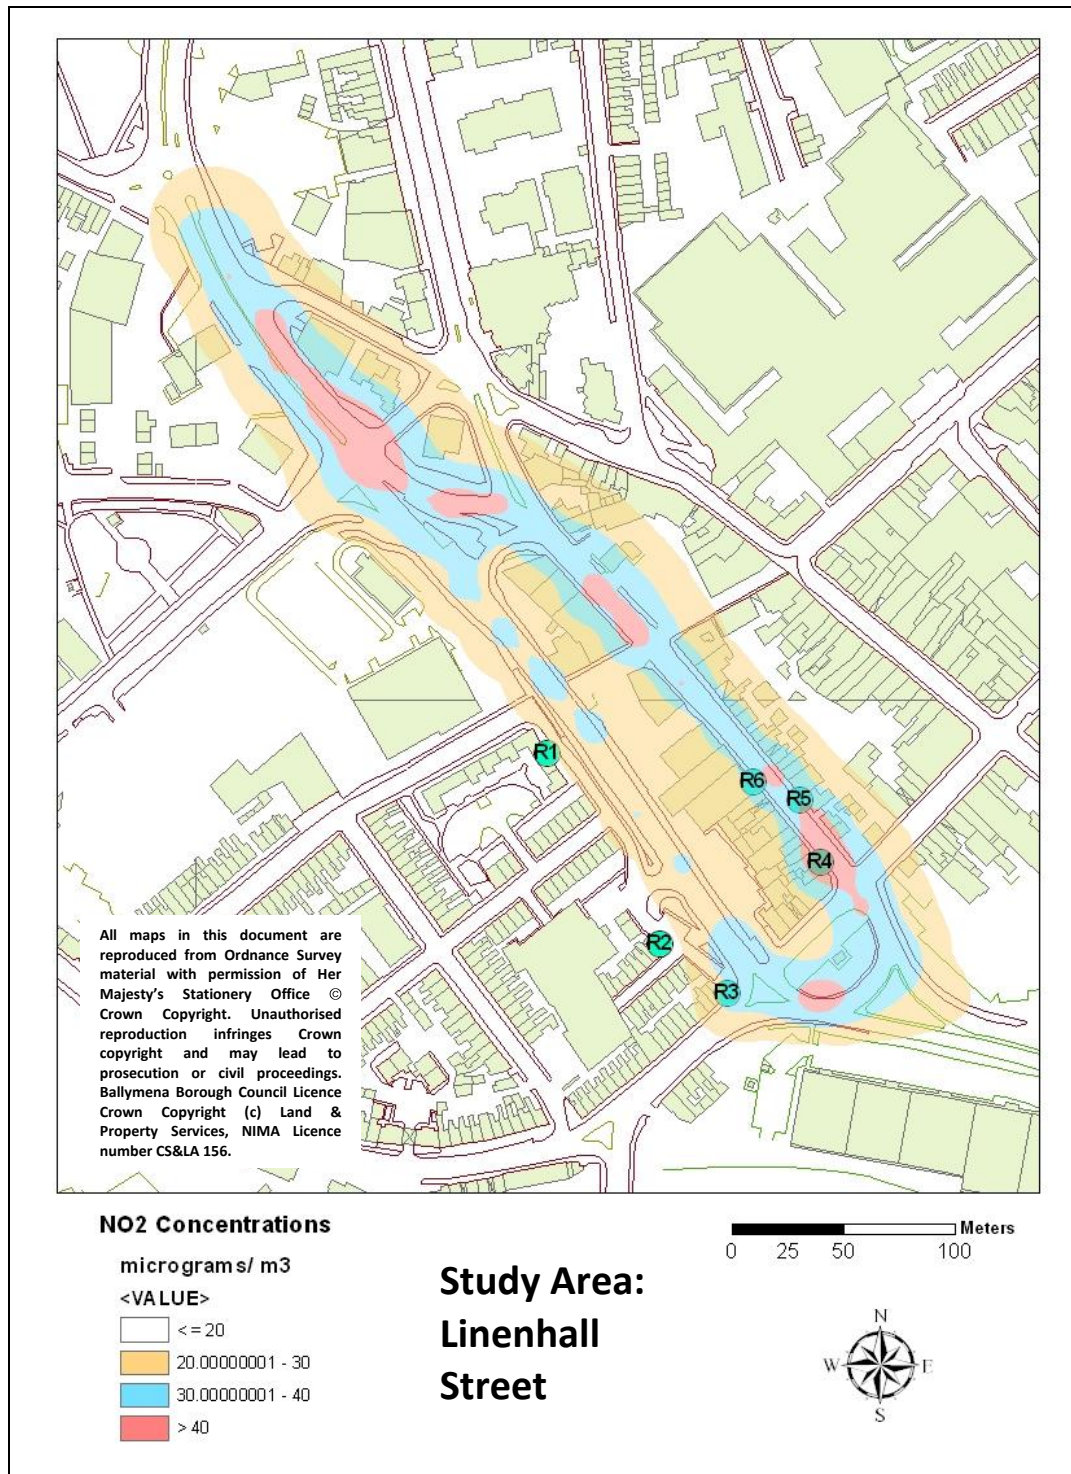 R1
R6
R5
R4
R2
R3
All maps in this document are
reproduced from Ordnance Survey
material with permission of Her
Majesty's Stationery Office ©
Crown Copyright. Unauthorised
reproduction infringes Crown
copyright and may lead to
prosecution or civil proceedings.
Ballymena Borough Council Licence
Crown Copyright (c) Land &
Property Services, NIMA Licence
number CS&LA 156.
NO2 Concentrations
micrograms/ m3
<VALUE>
<= 20
20.00000001 - 30
30.00000001 - 40
> 40
Study Area:
Linenhall
Street
Meters
0 25 50 100
N
W E
S